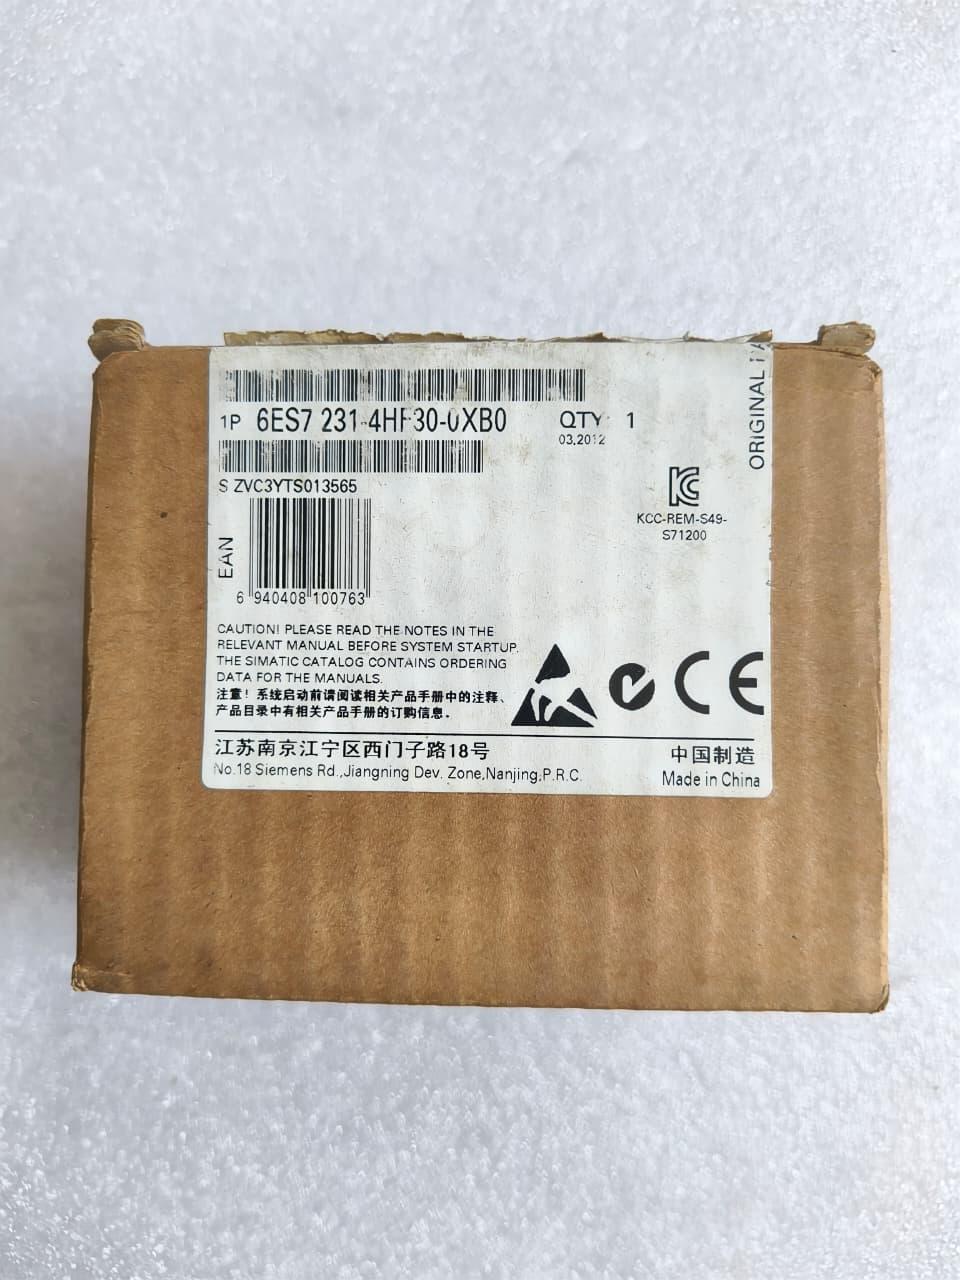 1P 6ES7 231-4HF30-0XB0
QTY: 1
03.2012
S ZVC3YTS013565
ORIGINAL
KCC-REM-S49-
S71200
EAN
6 940408 100763
CAUTION! PLEASE READ THE NOTES IN THE
RELEVANT MANUAL BEFORE SYSTEM STARTUP.
THE SIMATIC CATALOG CONTAINS ORDERING
DATA FOR THE MANUALS.
注意！系统启动前请阅读相关产品手册中的注释、
产品目录中有相关产品手册的订购信息。
CE
江苏南京江宁区西门子路18号
No.18 Siemens Rd.,Jiangning Dev. Zone,Nanjing,P.R.C.
中国制造
Made in China